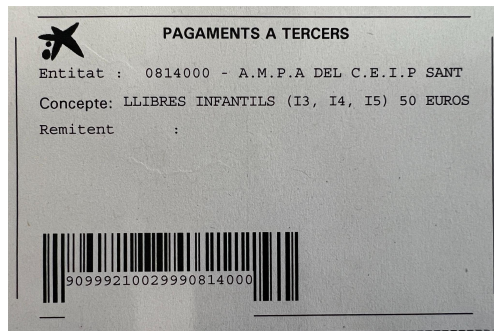 PAGAMENTS A TERCERS
Entitat : 0814000 - A.M.P.A DEL C.E.I.P SANT
Concepte: LLIBRES INFANTILS (I3, I4, I5) 50 EUROS
Remitent :
90999210029990814000